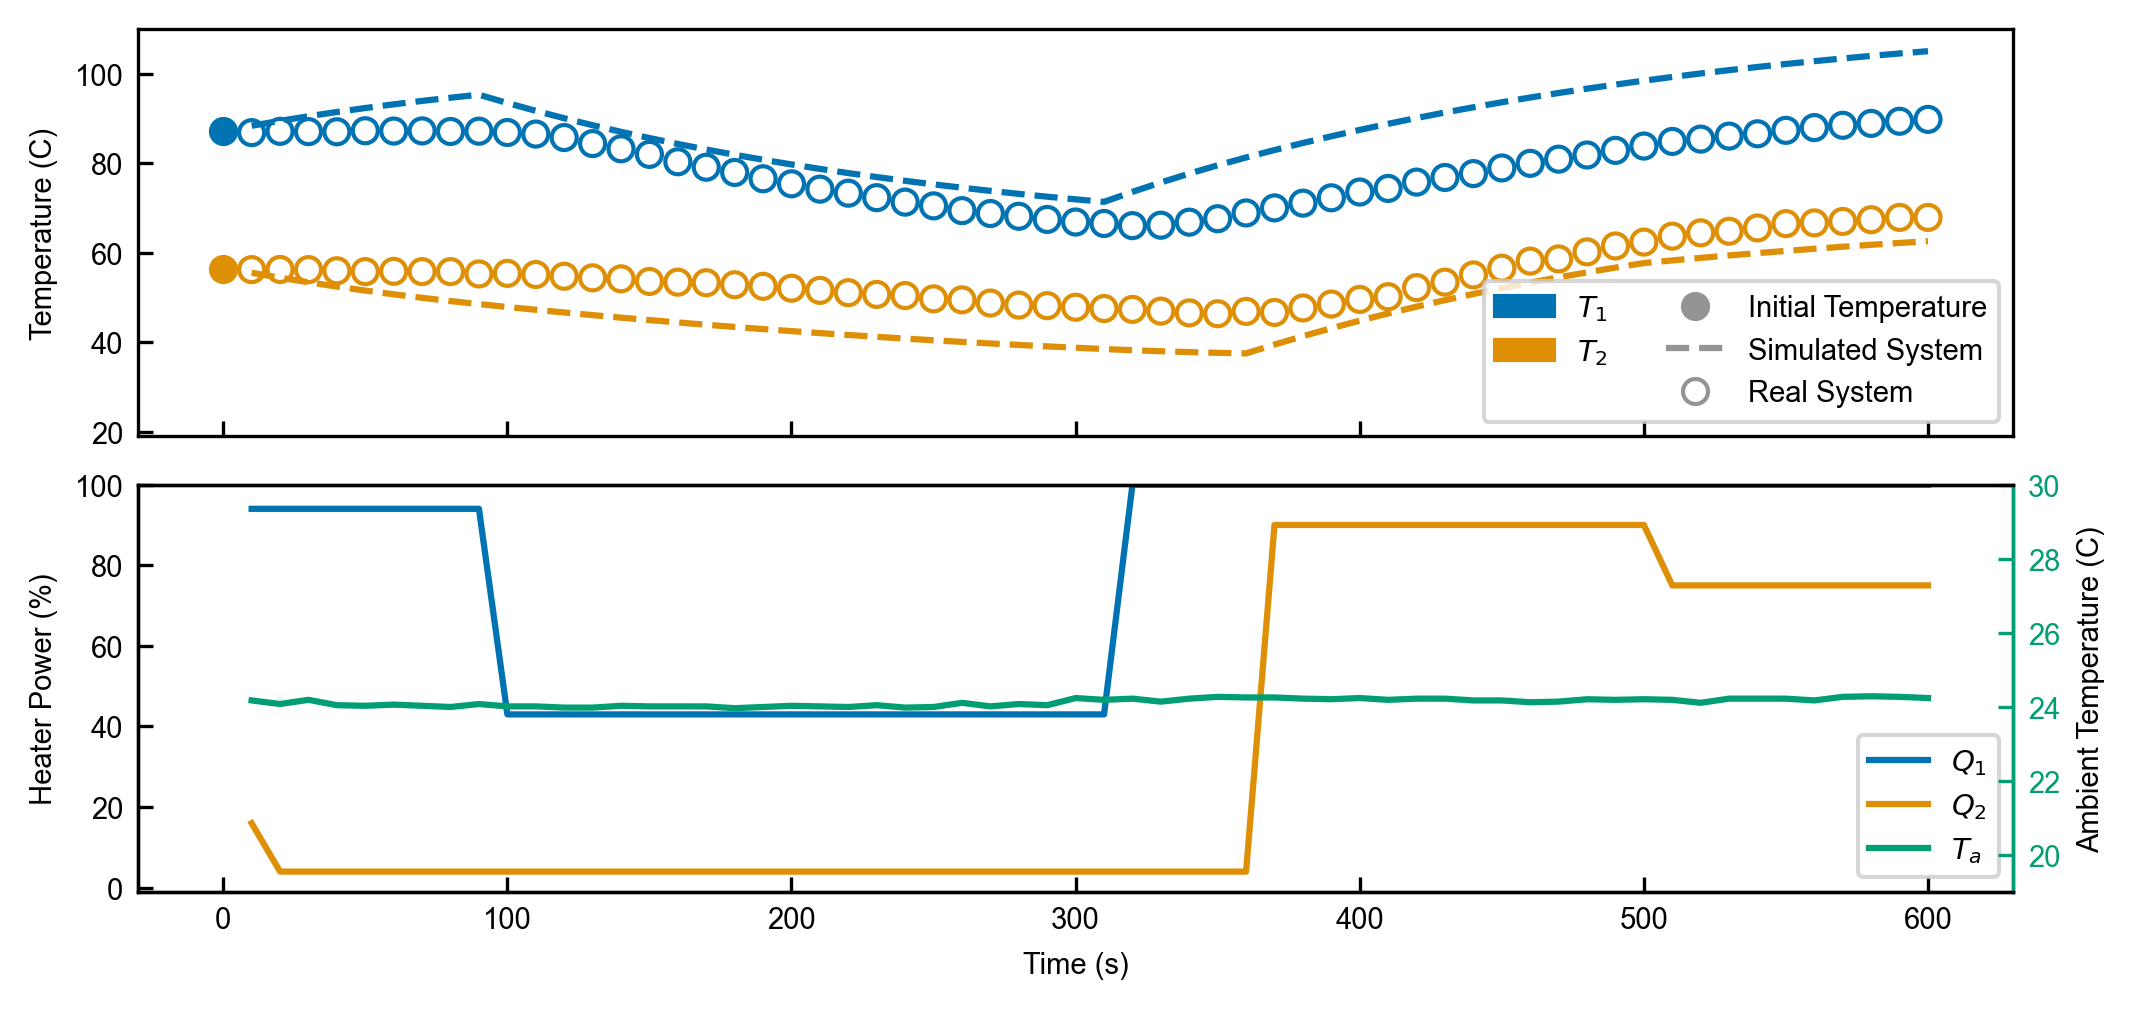 100
80
60
40
20
Temperature (C)
T1
T2
Initial Temperature
Simulated System
Real System
100
80
60
40
20
0
Heater Power (%)
30
28
26
24
22
20
Ambient Temperature (C)
Q1
Q2
Ta
0 100 200 300 400 500 600
Time (s)